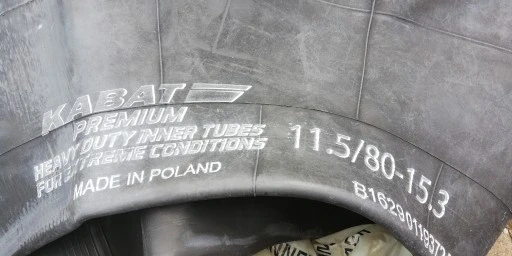 KABAT
PREMIUM
HEAVY DUTY INNER TUBES
FOR EXTREME CONDITIONS
MADE IN POLAND
11.5/80-15.3